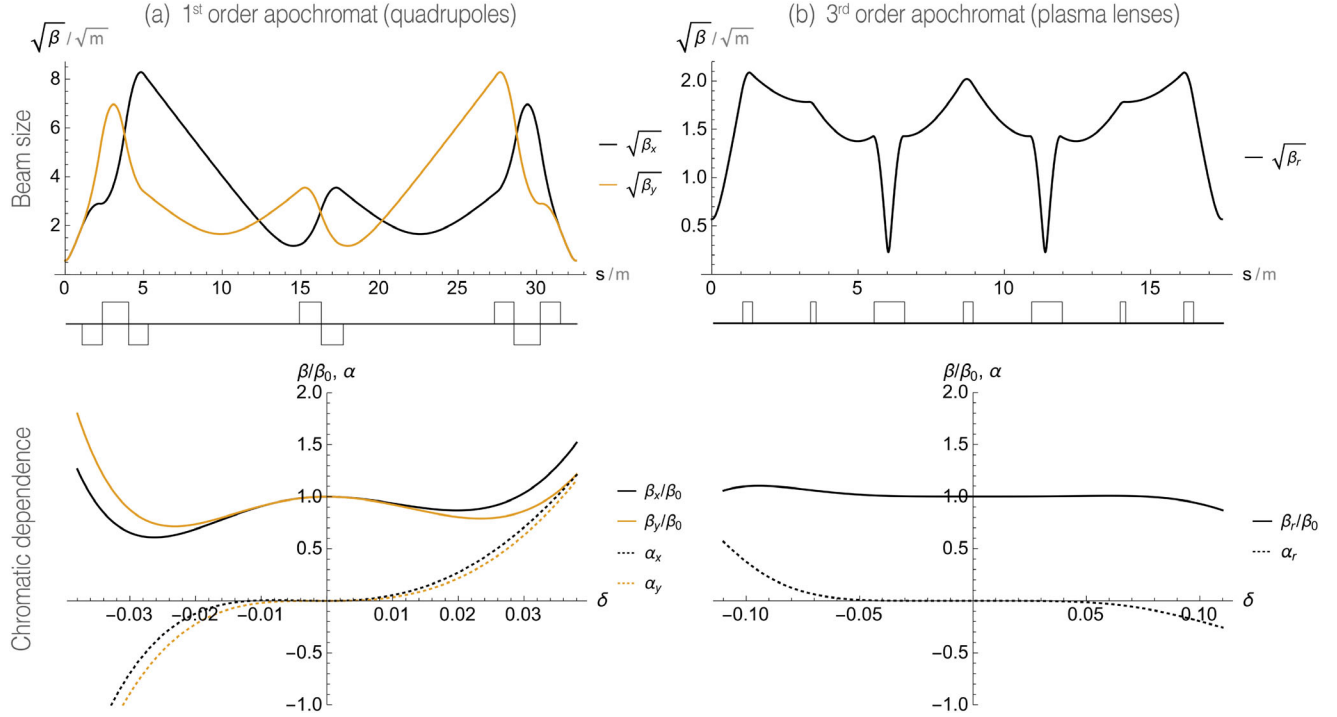 (a) 1st order apochromat (quadrupoles)
√β / √m
Beam size
8
6
4
2
0 5 10 15 20 25 30
s/m
√βx
√βy
(b) 3rd order apochromat (plasma lenses)
√β / √m
2.0
1.5
1.0
0.5
0 5 10 15
s/m
√βr
Chromatic dependence
β/β0, α
2.0
1.5
1.0
0.5
-0.5
-1.0
-0.03 -0.02 -0.01 0.01 0.02 0.03
δ
βx/β0
βy/β0
αx
αy
β/β0, α
2.0
1.5
1.0
0.5
-0.5
-1.0
-0.10 -0.05 0.05 0.10
δ
βr/β0
αr